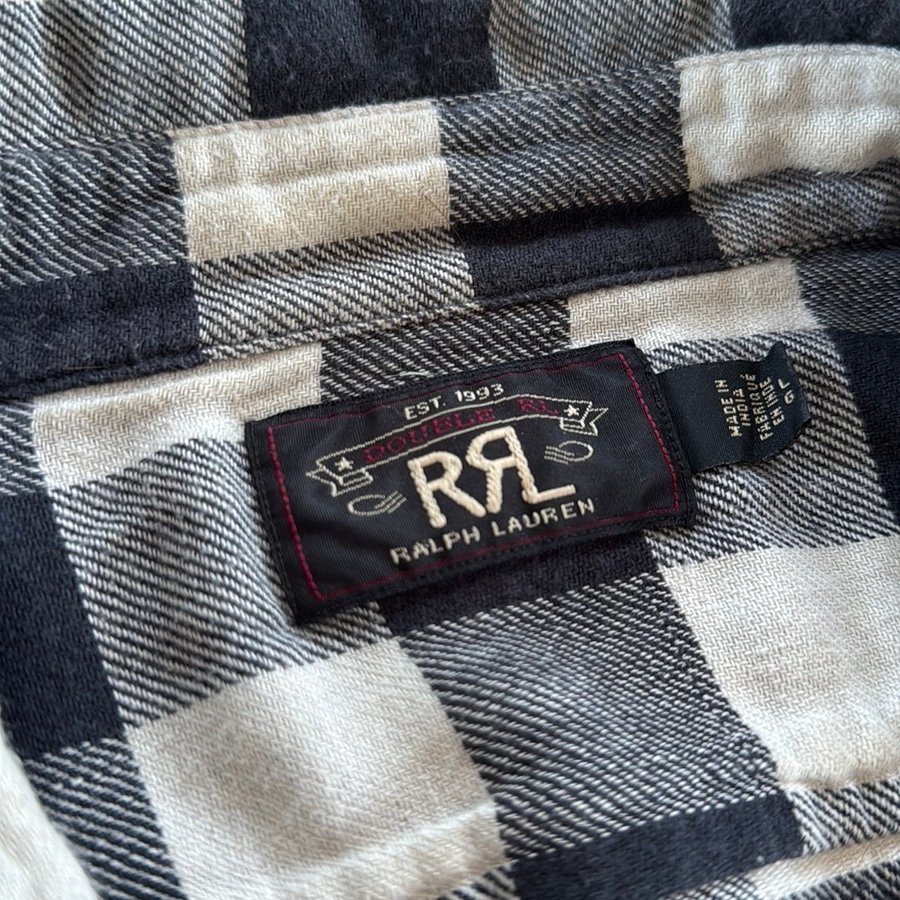 EST. 1993
DOUBLE RL
RRL
RALPH LAUREN
MADE IN
INDIA/
FABRIQUÉ
EN INDE